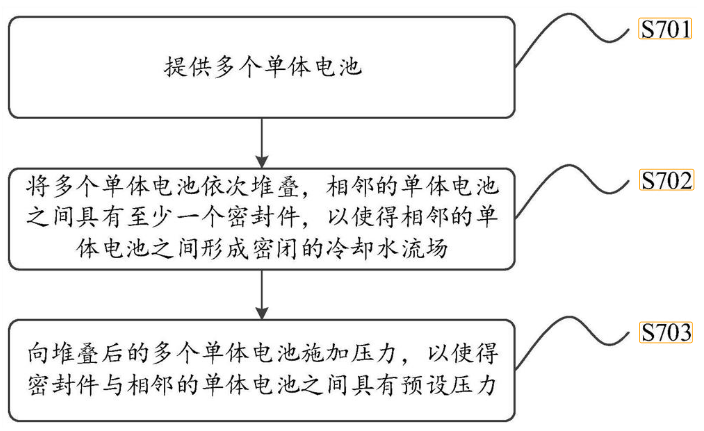 提供多个单体电池
S701
将多个单体电池依次堆叠，相邻的单体电池
之间具有至少一个密封件，以使得相邻的单
体电池之间形成密闭的冷却水流场
S702
向堆叠后的多个单体电池施加压力，以使得
密封件与相邻的单体电池之间具有预设压力
S703